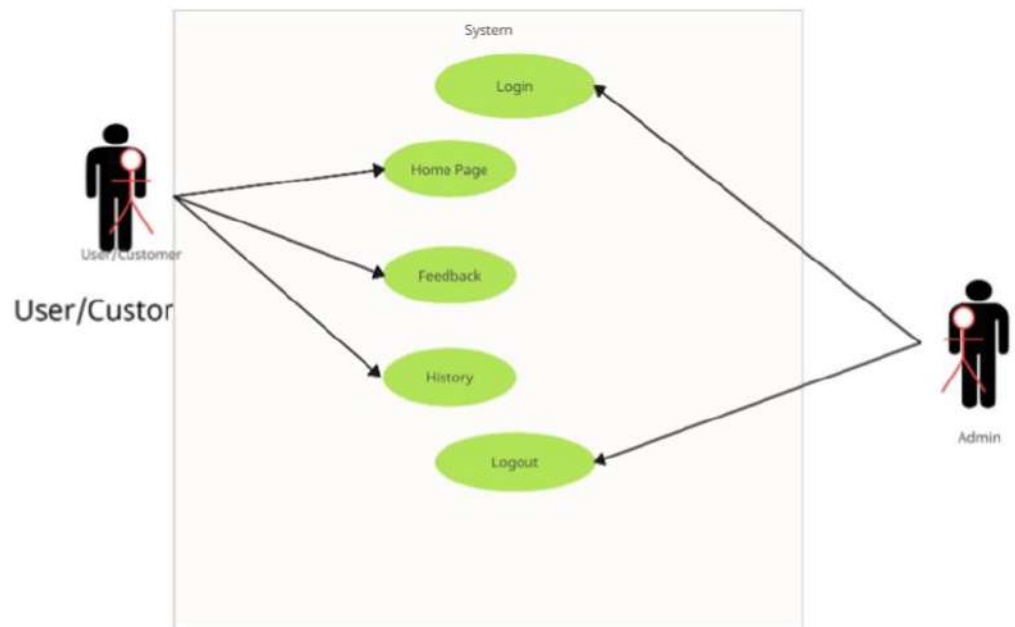 System
Login
Home Page
User/Customer
Feedback
User/Custor
History
Admin
Logout